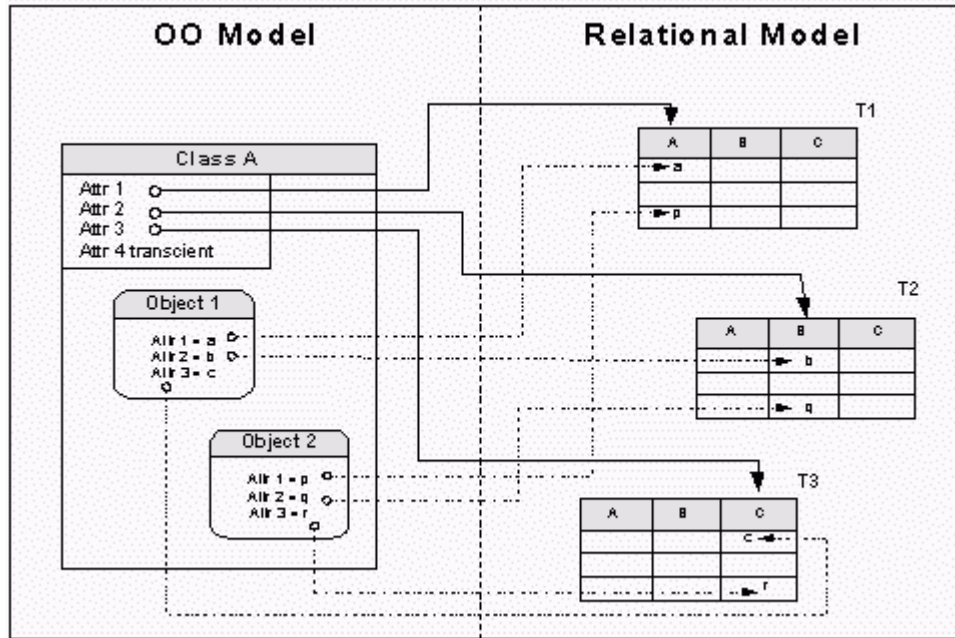 OO Model
Relational Model
T1
A B C
a
p
Class A
Attr 1
Attr 2
Attr 3
Attr 4 transcient
Object 1
Attr 1 = a
Attr 2 = b
Attr 3 = c
T2
A B C
b
q
Object 2
Attr 1 = p
Attr 2 = q
Attr 3 = r
T3
A B C
c
r